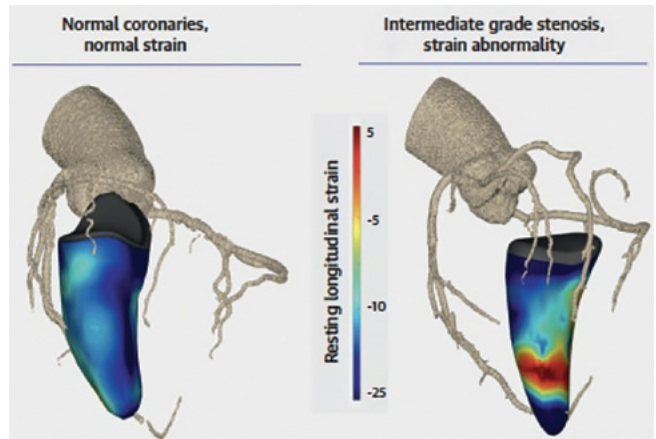 Normal coronaries,
normal strain
Intermediate grade stenosis,
strain abnormality
Resting longitudinal strain
5
-5
-10
-25